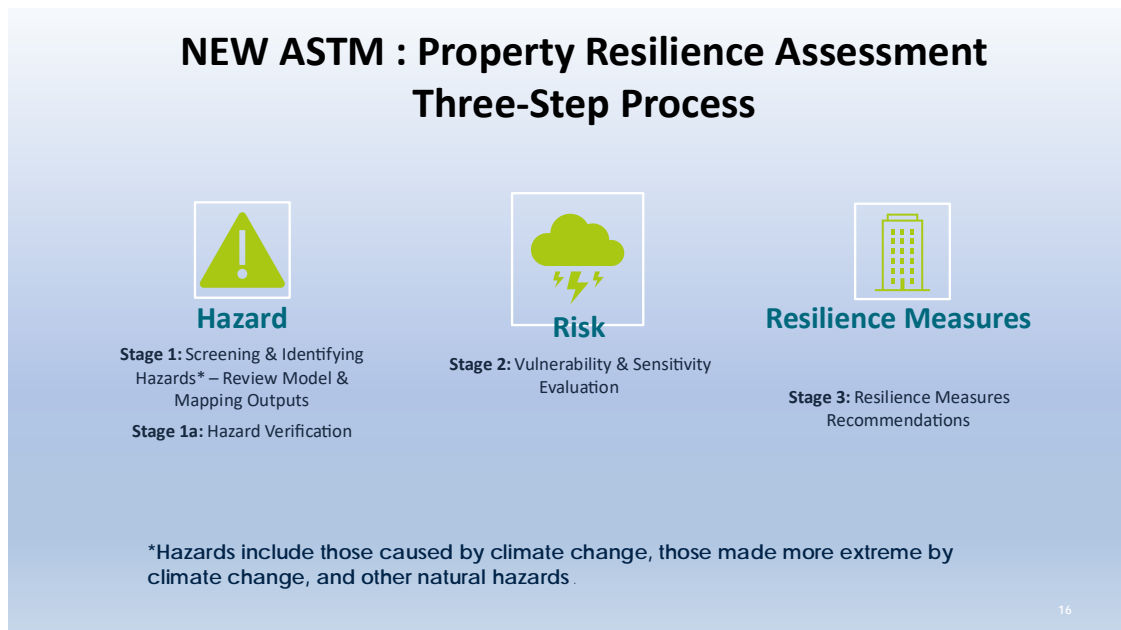 NEW ASTM : Property Resilience Assessment
Three-Step Process
Hazard
Stage 1: Screening & Identifying
Hazards* – Review Model &
Mapping Outputs
Stage 1a: Hazard Verification
Risk
Stage 2: Vulnerability & Sensitivity
Evaluation
Resilience Measures
Stage 3: Resilience Measures
Recommendations
*Hazards include those caused by climate change, those made more extreme by
climate change, and other natural hazards.
16